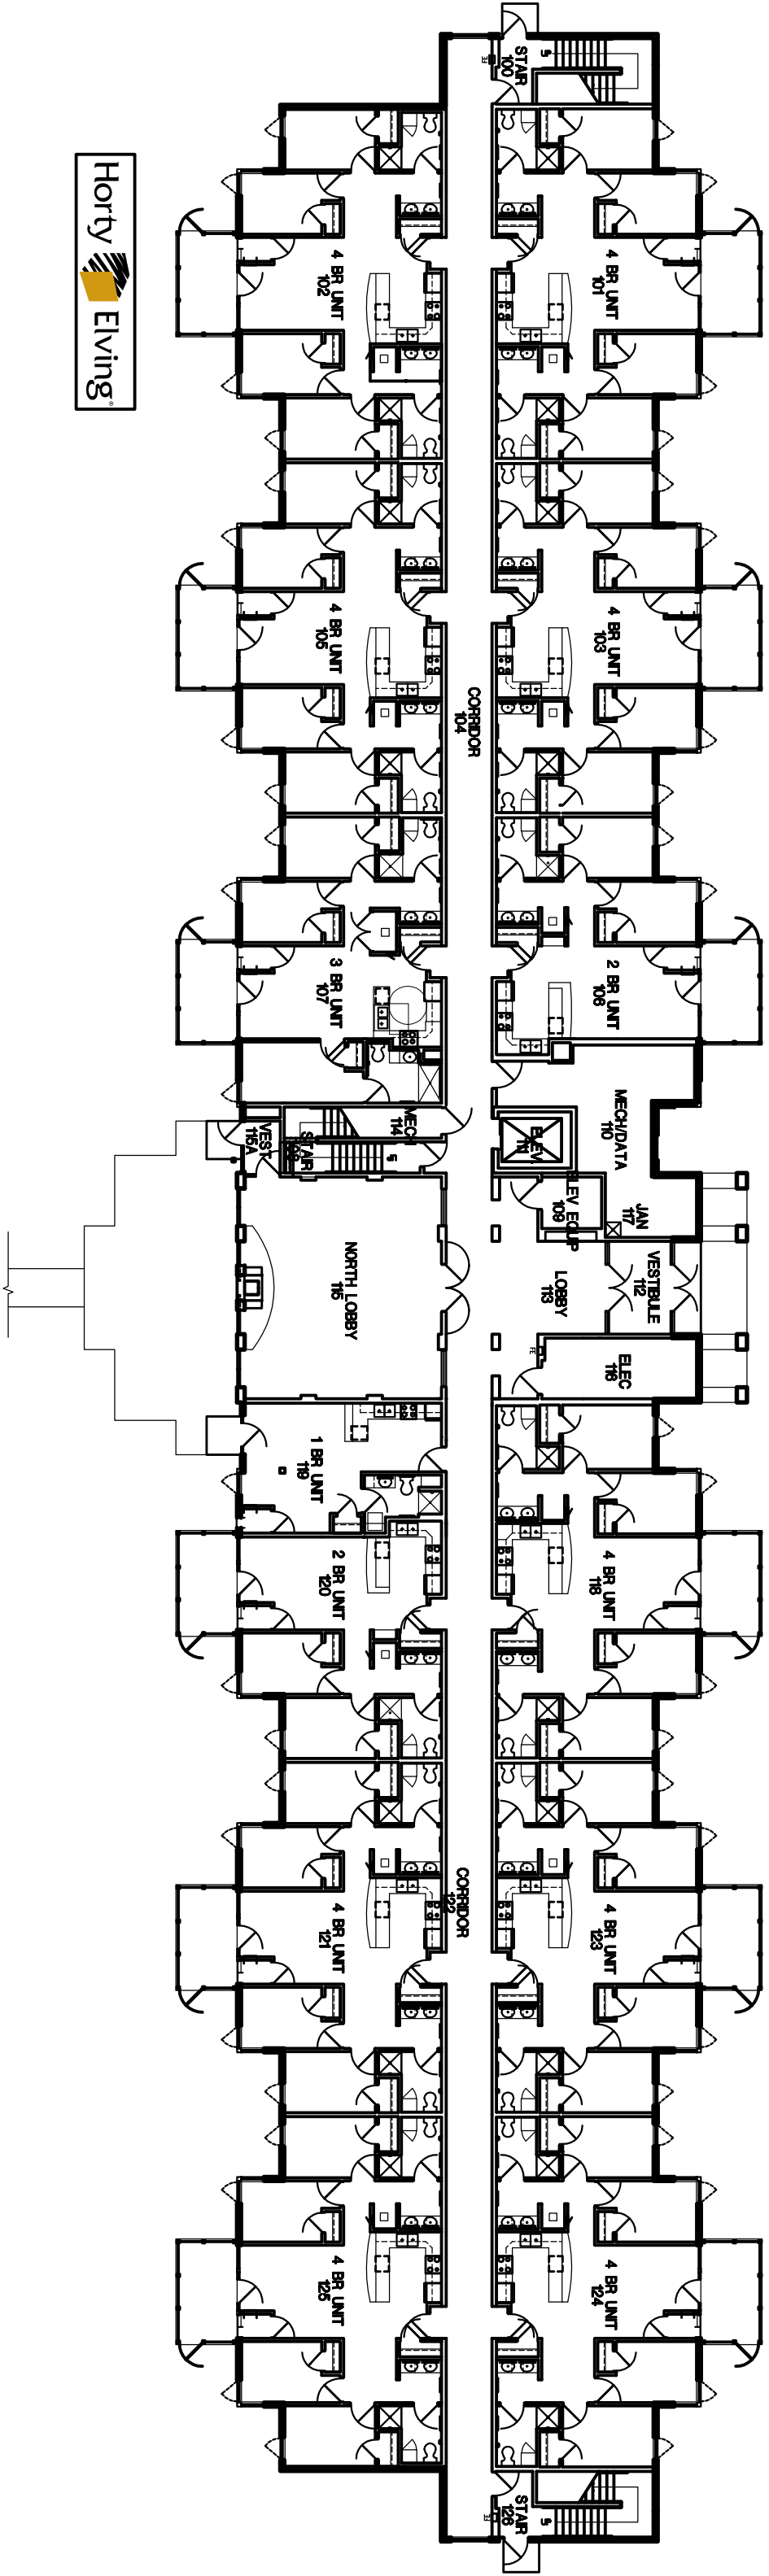 STAIR
100
FE
4 BR UNIT
101
4 BR UNIT
102
Horty Elving®
4 BR UNIT
103
4 BR UNIT
105
CORRIDOR
104
2 BR UNIT
106
3 BR UNIT
107
MECH/DATA
110
ELEV.
111
MECH
114
STAIR
VEST
115A
ELEV EQUIP
109
JAN
117
VESTIBULE
112
LOBBY
113
NORTH LOBBY
115
FE
ELEC
116
1 BR UNIT
119
4 BR UNIT
118
2 BR UNIT
120
CORRIDOR
122
4 BR UNIT
123
4 BR UNIT
121
4 BR UNIT
124
4 BR UNIT
125
STAIR
126
FE